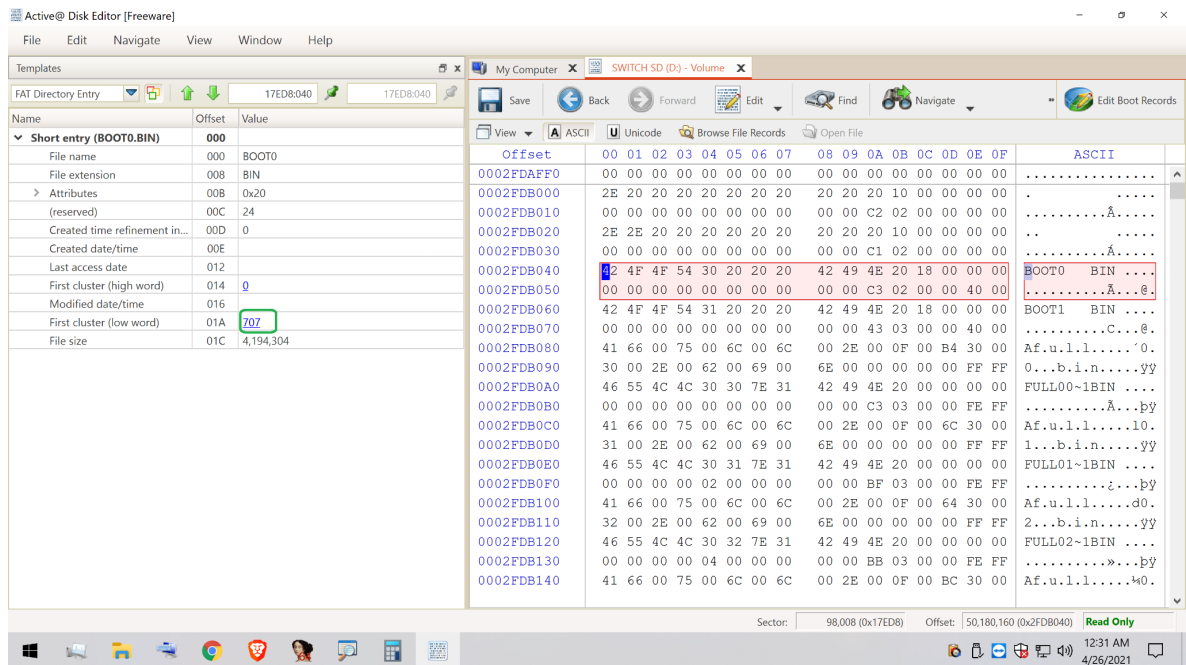 Active@ Disk Editor [Freeware]
File Edit Navigate View Window Help
Templates
FAT Directory Entry 17ED8:040 17ED8:040
Name Offset Value
Short entry (BOOT0.BIN) 000
File name 000 BOOT0
File extension 008 BIN
Attributes 00B 0x20
(reserved) 00C 24
Created time refinement in... 00D 0
Created date/time 00E
Last access date 012
First cluster (high word) 014 0
Modified date/time 016
First cluster (low word) 01A 707
File size 01C 4,194,304
My Computer X SWITCH SD (D:) - Volume X
Save Back Forward Edit Find Navigate » Edit Boot Records
View A ASCII U Unicode Browse File Records Open File
Offset 00 01 02 03 04 05 06 07 08 09 0A 0B 0C 0D 0E 0F ASCII
0002FDAFF0 00 00 00 00 00 00 00 00 00 00 00 00 00 00 00 00 ................
0002FDB000 2E 20 20 20 20 20 20 20 20 20 20 10 00 00 00 00 . .....
0002FDB010 00 00 00 00 00 00 00 00 00 00 C2 02 00 00 00 00 ..........Â.....
0002FDB020 2E 2E 20 20 20 20 20 20 20 20 20 10 00 00 00 00 .. .....
0002FDB030 00 00 00 00 00 00 00 00 00 00 C1 02 00 00 00 00 ..........Á.....
0002FDB040 42 4F 4F 54 30 20 20 20 42 49 4E 20 18 00 00 00 BOOT0 BIN ....
0002FDB050 00 00 00 00 00 00 00 00 00 00 C3 02 00 00 40 00 ..........Ã...@.
0002FDB060 42 4F 4F 54 31 20 20 20 42 49 4E 20 18 00 00 00 BOOT1 BIN ....
0002FDB070 00 00 00 00 00 00 00 00 00 00 43 03 00 00 40 00 ..........C...@.
0002FDB080 41 66 00 75 00 6C 00 6C 00 2E 00 0F 00 B4 30 00 Af.u.l.l.....´0.
0002FDB090 30 00 2E 00 62 00 69 00 6E 00 00 00 00 00 FF FF 0...b.i.n.....ÿÿ
0002FDB0A0 46 55 4C 4C 30 30 7E 31 42 49 4E 20 00 00 00 00 FULL00~1BIN ....
0002FDB0B0 00 00 00 00 00 00 00 00 00 00 C3 03 00 00 FE FF ..........Ã...þÿ
0002FDB0C0 41 66 00 75 00 6C 00 6C 00 2E 00 0F 00 6C 30 00 Af.u.l.l.....l0.
0002FDB0D0 31 00 2E 00 62 00 69 00 6E 00 00 00 00 00 FF FF 1...b.i.n.....ÿÿ
0002FDB0E0 46 55 4C 4C 30 31 7E 31 42 49 4E 20 00 00 00 00 FULL01~1BIN ....
0002FDB0F0 00 00 00 00 02 00 00 00 00 00 BF 03 00 00 FE FF ..........¿...þÿ
0002FDB100 41 66 00 75 00 6C 00 6C 00 2E 00 0F 00 64 30 00 Af.u.l.l.....d0.
0002FDB110 32 00 2E 00 62 00 69 00 6E 00 00 00 00 00 FF FF 2...b.i.n.....ÿÿ
0002FDB120 46 55 4C 4C 30 32 7E 31 42 49 4E 20 00 00 00 00 FULL02~1BIN ....
0002FDB130 00 00 00 00 04 00 00 00 00 00 BB 03 00 00 FE FF ..........»...þÿ
0002FDB140 41 66 00 75 00 6C 00 6C 00 2E 00 0F 00 BC 30 00 Af.u.l.l.....¼0.
Sector: 98,008 (0x17ED8) Offset: 50,180,160 (0x2FDB040) Read Only
12:31 AM
4/26/2021